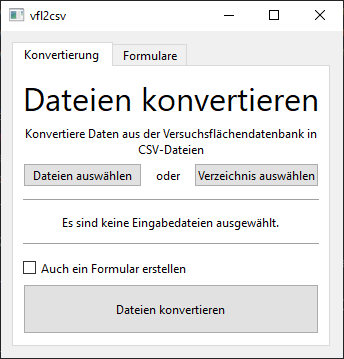 vfl2csv
Konvertierung
Formulare
Dateien konvertieren
Konvertiere Daten aus der Versuchsflächendatenbank in
CSV-Dateien
Dateien auswählen
oder
Verzeichnis auswählen
Es sind keine Eingabedateien ausgewählt.
Auch ein Formular erstellen
Dateien konvertieren